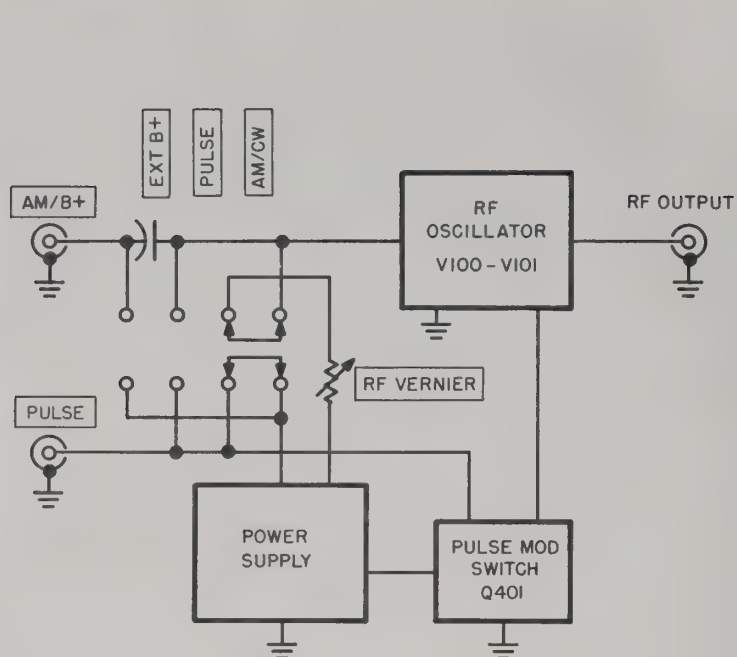 EXT B+
PULSE
AM/CW
AM/B+
RF
OSCILLATOR
V100-V101
RF OUTPUT
RF VERNIER
PULSE
POWER
SUPPLY
PULSE MOD
SWITCH
Q401